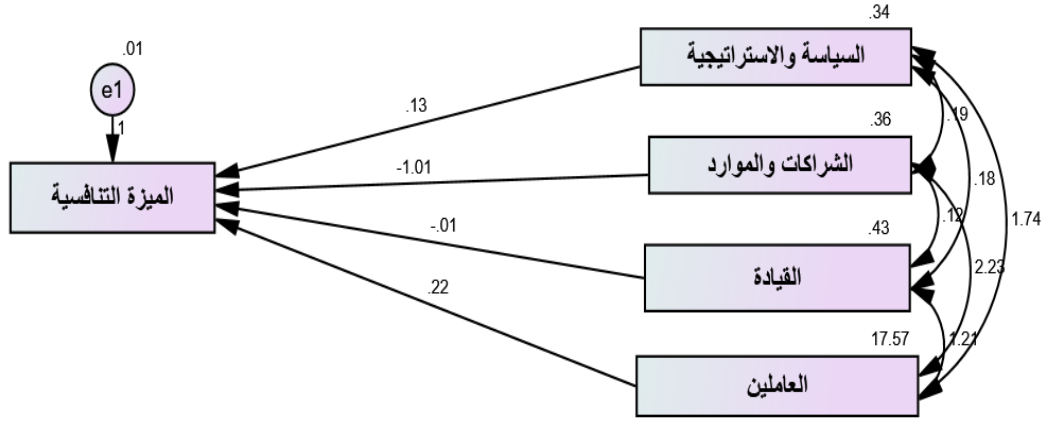 .34
السياسة والاستراتيجية
.01
e1
1
.13
.19
.36
الشراكات والموارد
-1.01
الميزة التنافسية
.18
.12
1.74
.43
-.01
القيادة
2.23
.22
17.57
1.21
العاملين